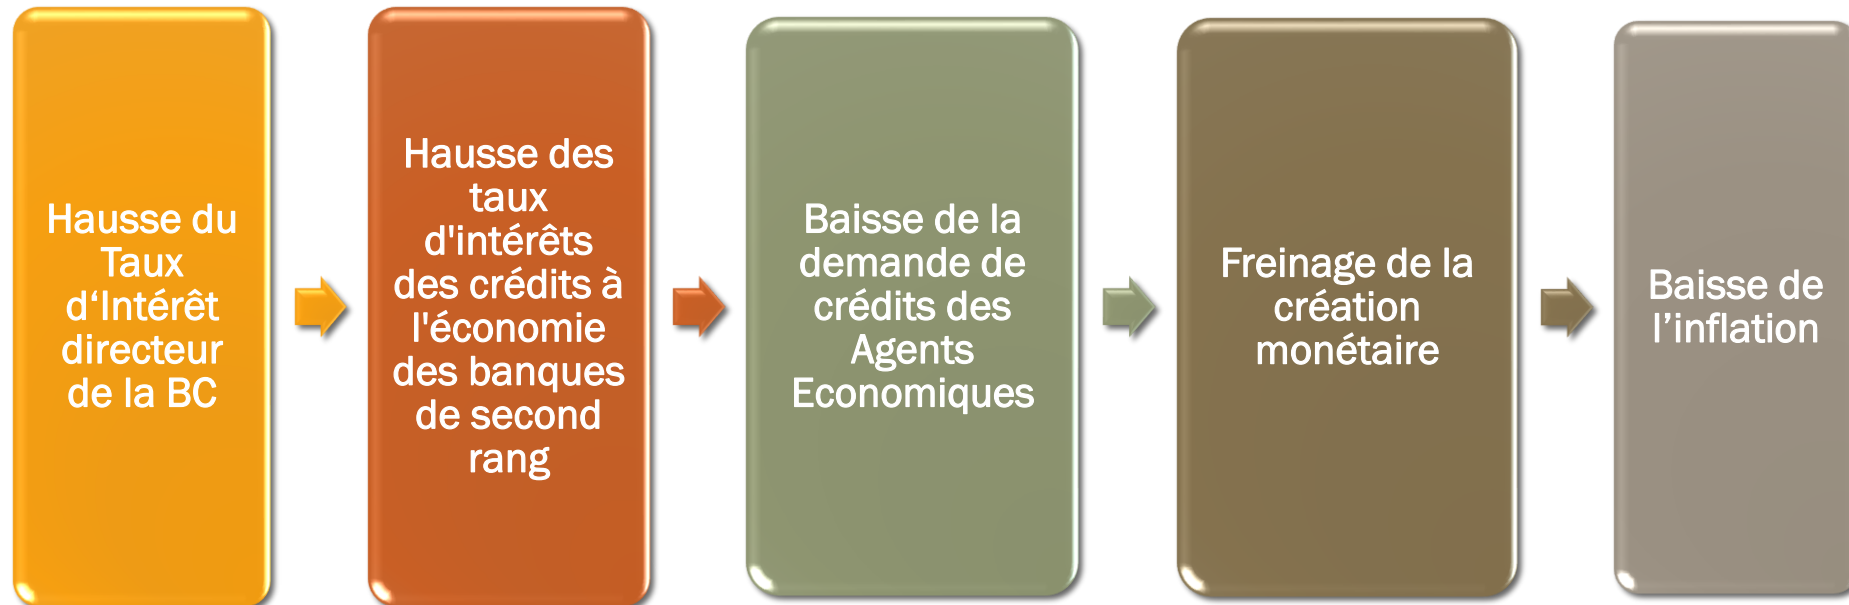 Hausse du
Taux
d‘Intérêt
directeur
de la BC
Hausse des
taux
d'intérêts
des crédits à
l'économie
des banques
de second
rang
Baisse de la
demande de
crédits des
Agents
Economiques
Freinage de la
création
monétaire
Baisse de
l’inflation